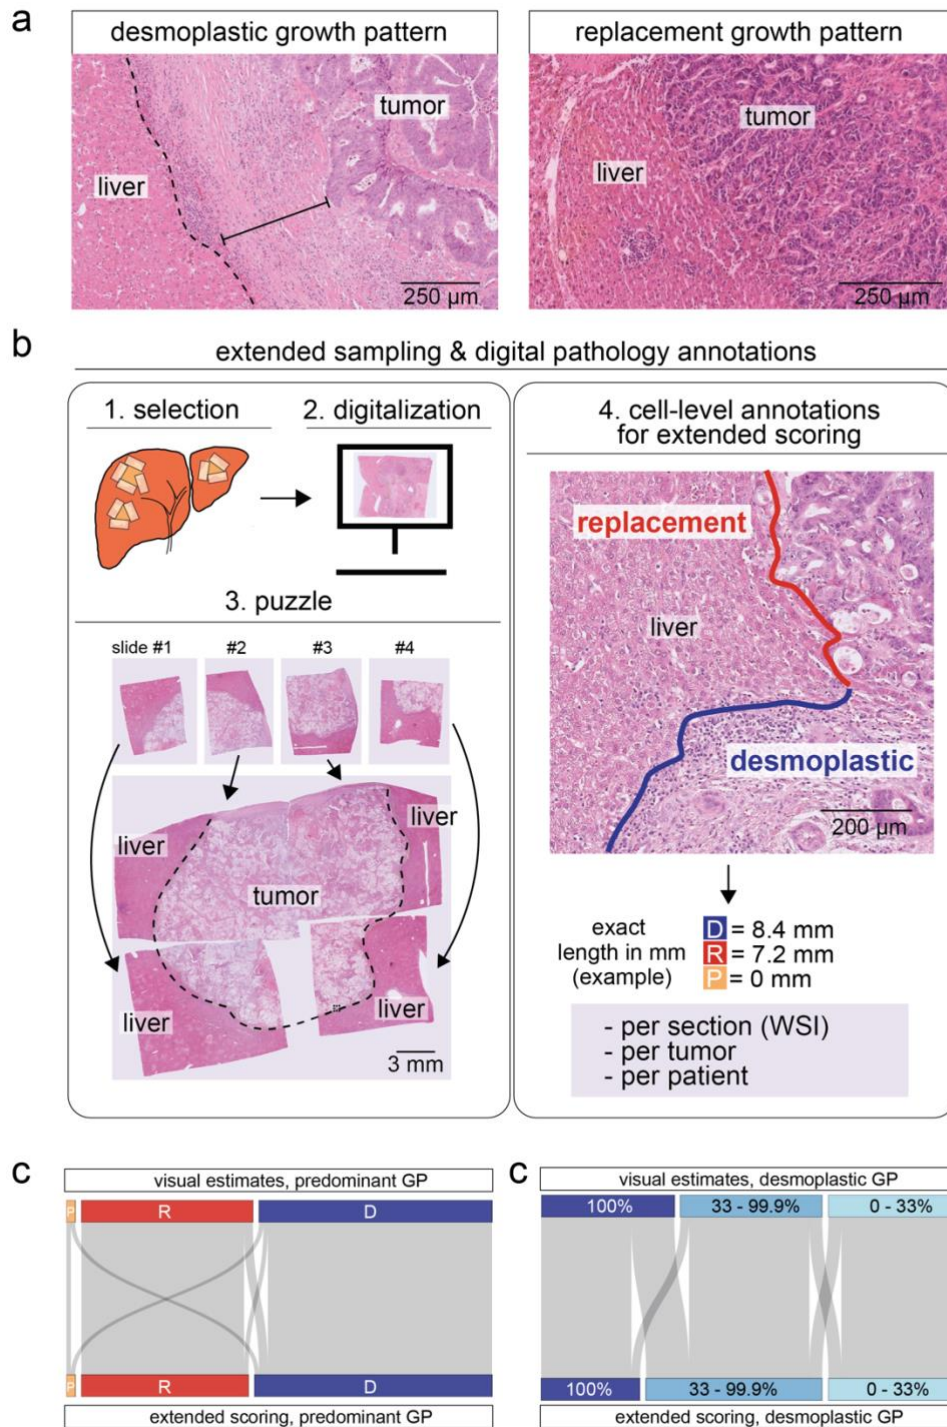 a
desmoplastic growth pattern
replacement growth pattern
liver
tumor
250 µm
liver
tumor
250 µm
b
extended sampling & digital pathology annotations
1. selection
2. digitalization
3. puzzle
slide #1
#2
#3
#4
liver
liver
tumor
liver
liver
3 mm
4. cell-level annotations
for extended scoring
replacement
liver
desmoplastic
200 µm
exact
length in mm
(example)
D = 8.4 mm
R = 7.2 mm
P = 0 mm
- per section (WSI)
- per tumor
- per patient
c
visual estimates, predominant GP
P R D
P R D
extended scoring, predominant GP
c
visual estimates, desmoplastic GP
100% 33 - 99.9% 0 - 33%
100% 33 - 99.9% 0 - 33%
extended scoring, desmoplastic GP